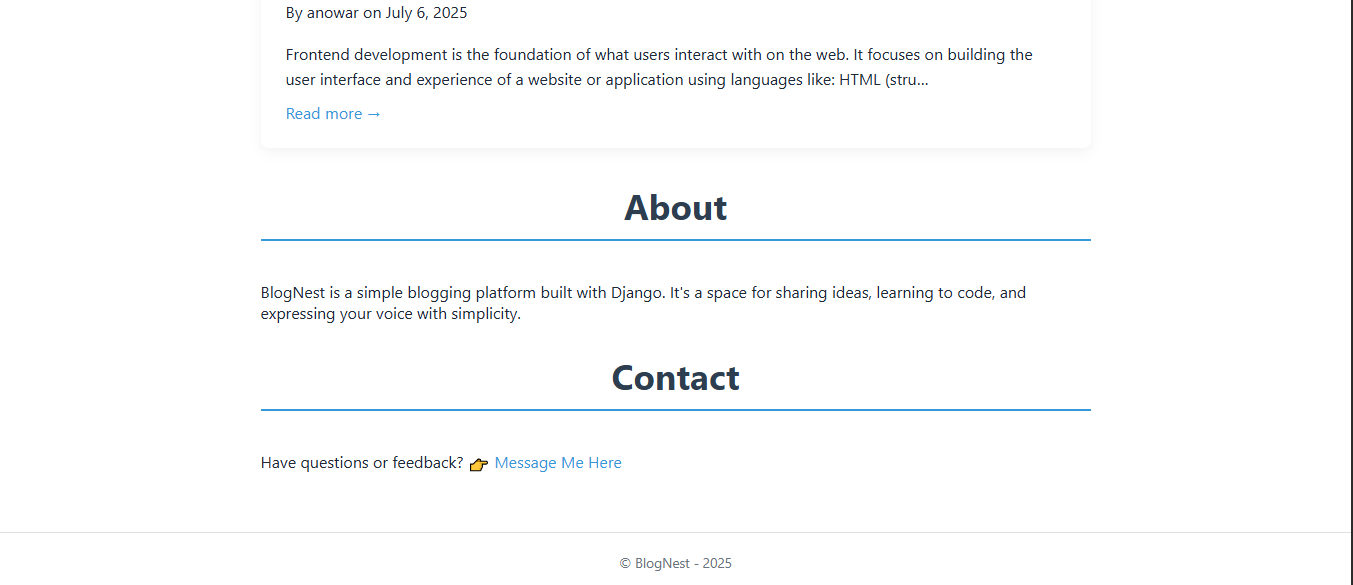 By anowar on July 6, 2025
Frontend development is the foundation of what users interact with on the web. It focuses on building the
user interface and experience of a website or application using languages like: HTML (stru...
Read more →
About
BlogNest is a simple blogging platform built with Django. It's a space for sharing ideas, learning to code, and
expressing your voice with simplicity.
Contact
Have questions or feedback? 👉 Message Me Here
© BlogNest - 2025